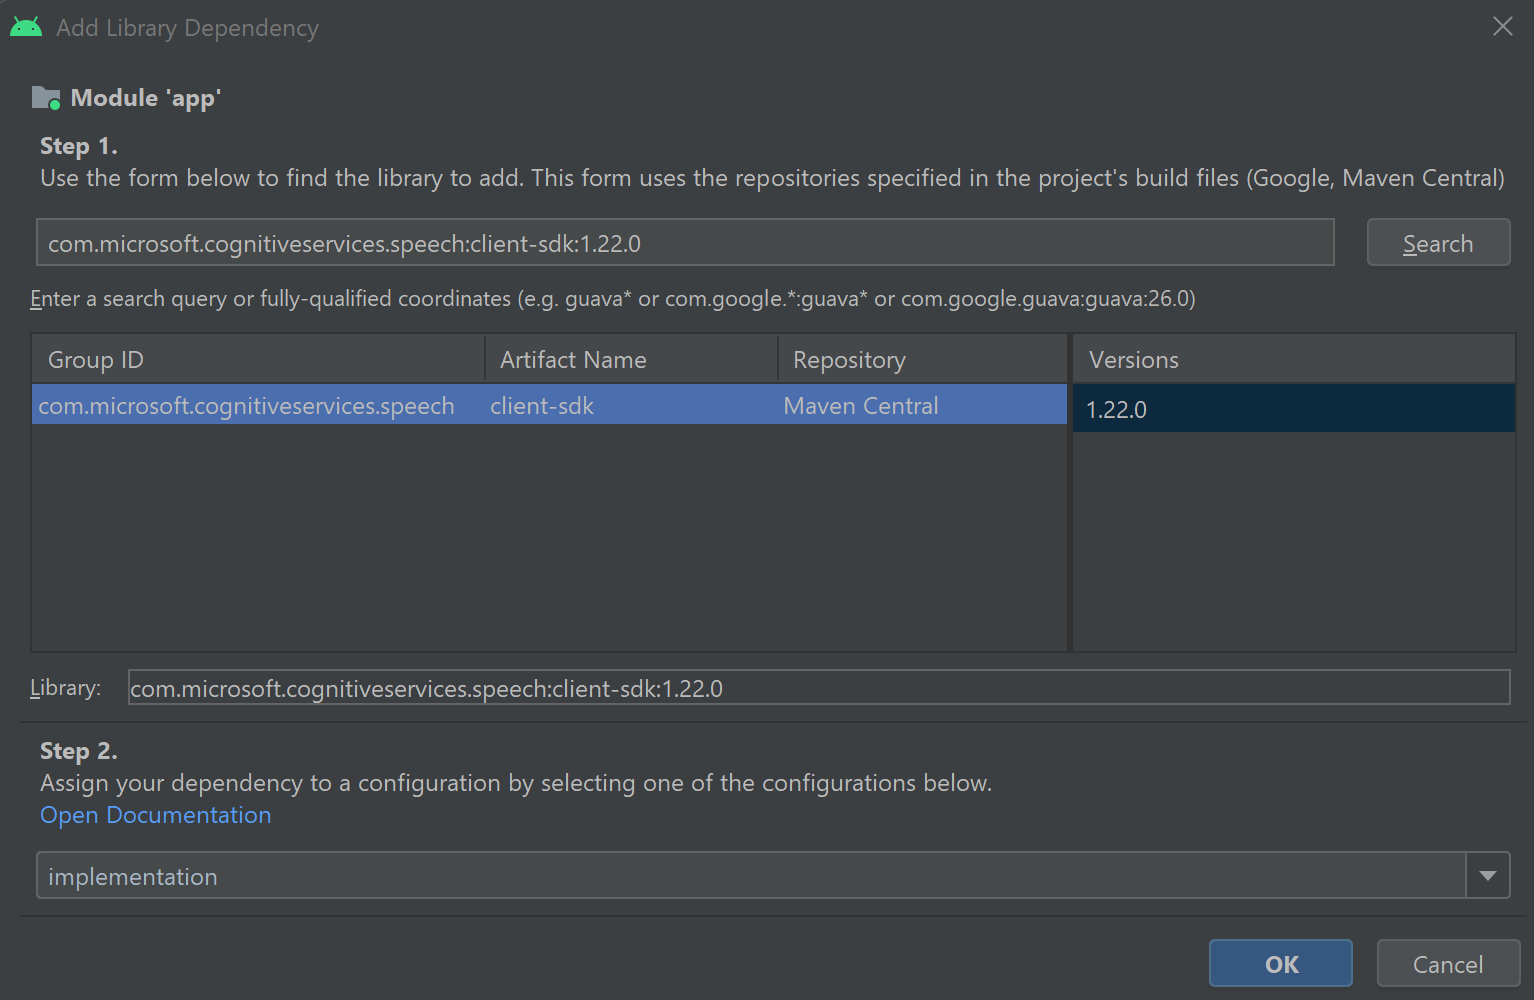 Add Library Dependency
Module 'app'
Step 1.
Use the form below to find the library to add. This form uses the repositories specified in the project's build files (Google, Maven Central)
com.microsoft.cognitiveservices.speech:client-sdk:1.22.0 Search
Enter a search query or fully-qualified coordinates (e.g. guava* or com.google.*:guava* or com.google.guava:guava:26.0)
Group ID Artifact Name Repository Versions
com.microsoft.cognitiveservices.speech client-sdk Maven Central 1.22.0
Library: com.microsoft.cognitiveservices.speech:client-sdk:1.22.0
Step 2.
Assign your dependency to a configuration by selecting one of the configurations below.
Open Documentation
implementation
OK Cancel